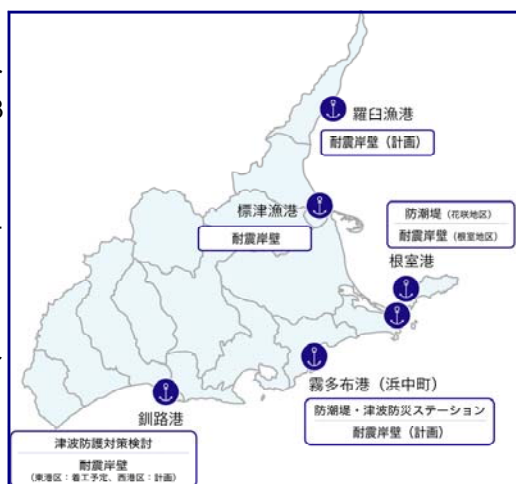 羅臼漁港
耐震岸壁（計画）
標津漁港
耐震岸壁
防潮堤（花咲地区）
耐震岸壁（根室地区）
根室港
霧多布港（浜中町）
防潮堤・津波防災ステーション
耐震岸壁（計画）
釧路港
津波防護対策検討
耐震岸壁
（東港区：着工予定、西港区：計画）